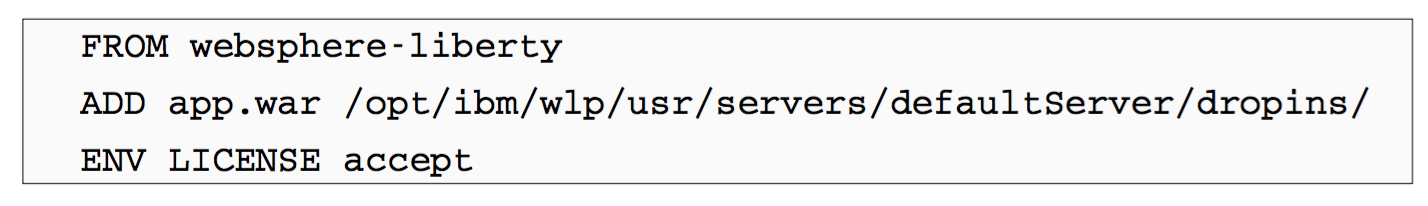 FROM websphere-liberty
ADD app.war /opt/ibm/wlp/usr/servers/defaultServer/dropins/
ENV LICENSE accept